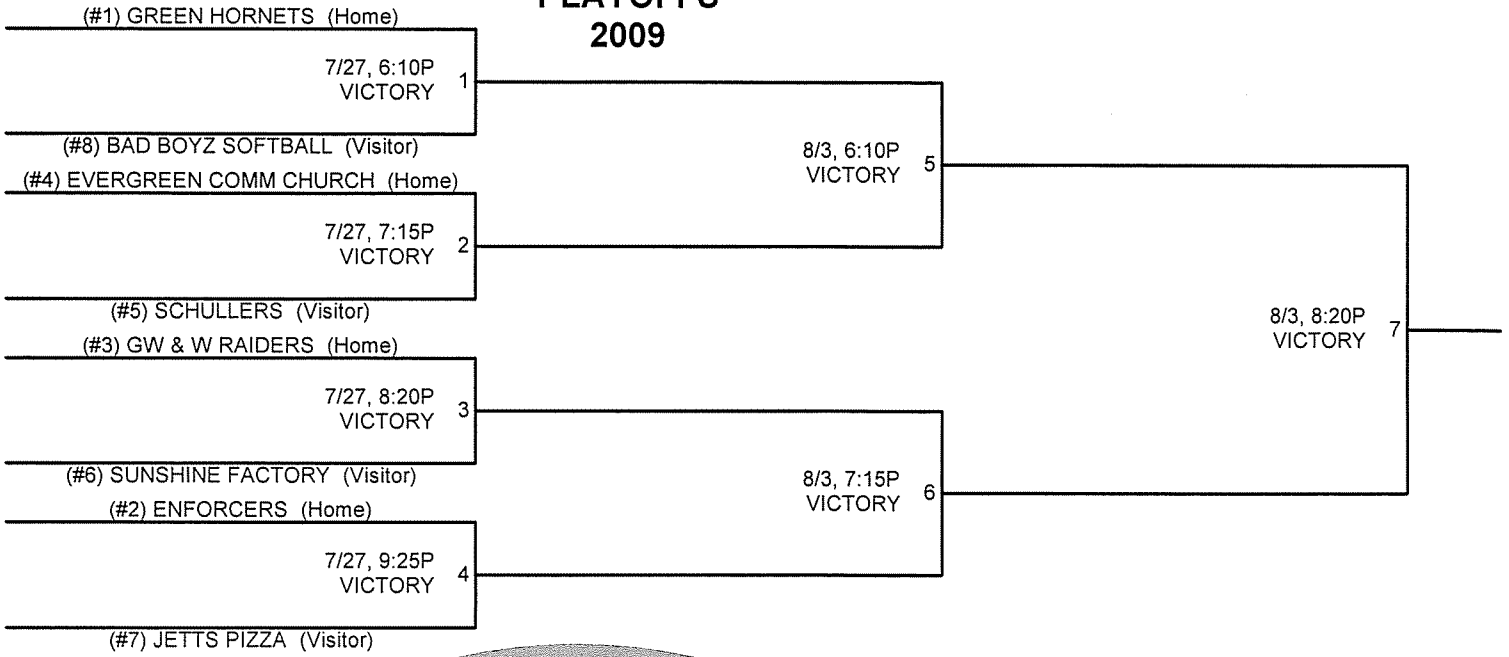 PLAYOFFS
2009
(#1) GREEN HORNETS (Home)
7/27, 6:10P
VICTORY
1
(#8) BAD BOYZ SOFTBALL (Visitor)
(#4) EVERGREEN COMM CHURCH (Home)
7/27, 7:15P
VICTORY
2
(#5) SCHULLERS (Visitor)
(#3) GW & W RAIDERS (Home)
7/27, 8:20P
VICTORY
3
(#6) SUNSHINE FACTORY (Visitor)
(#2) ENFORCERS (Home)
7/27, 9:25P
VICTORY
4
(#7) JETTS PIZZA (Visitor)
8/3, 6:10P
VICTORY
5
8/3, 7:15P
VICTORY
6
8/3, 8:20P
VICTORY
7